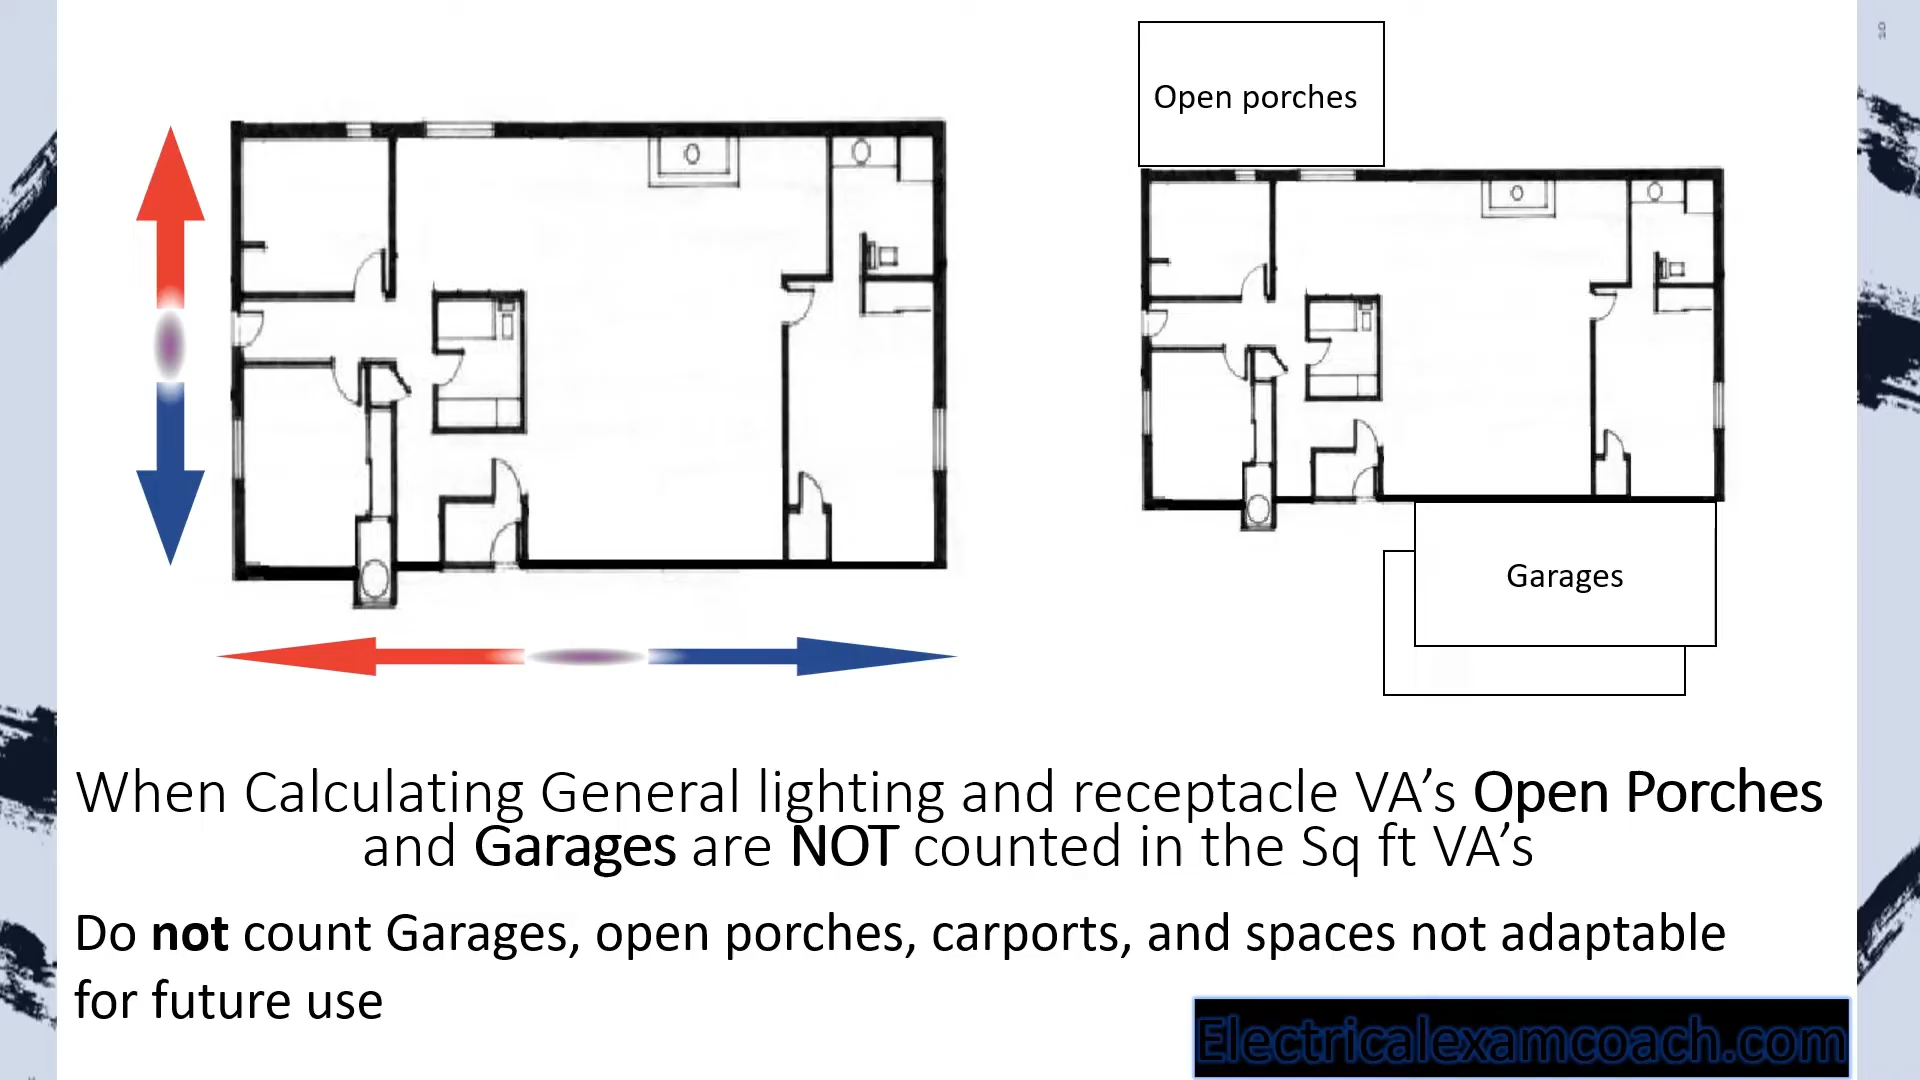 Open porches
Garages
When Calculating General lighting and receptacle VA’s Open Porches
and Garages are NOT counted in the Sq ft VA’s
Do not count Garages, open porches, carports, and spaces not adaptable
for future use
Electricalexamcoach.com